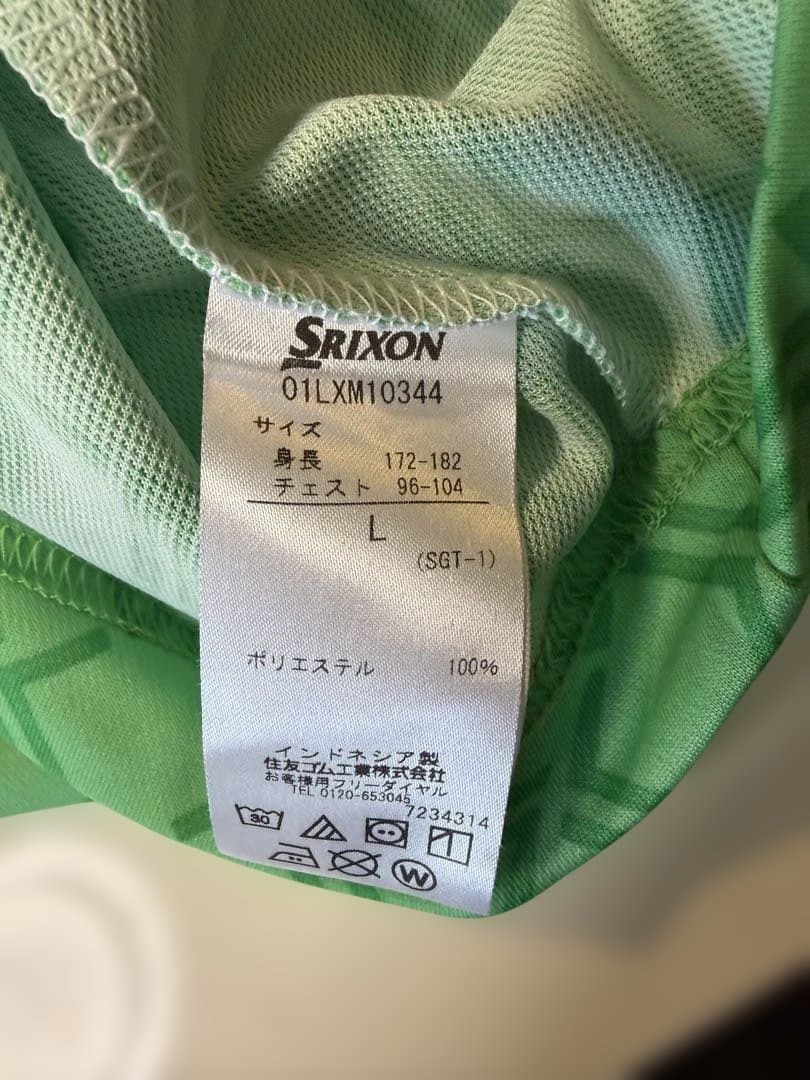 SRIXON
01LXM10344
サイズ
身長 172-182
チェスト 96-104
L
(SGT-1)
ポリエステル 100%
インドネシア製
住友ゴム工業株式会社
お客様用フリーダイヤル
TEL 0120-653045
7234314
30
W